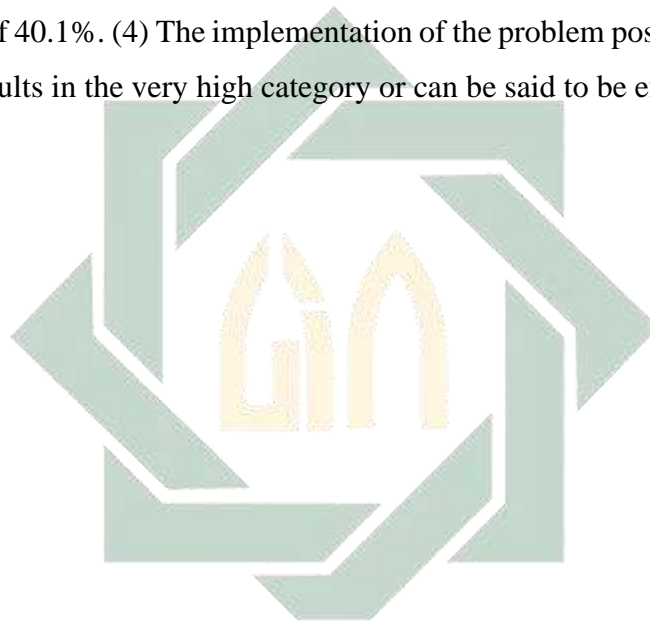 f 40.1%. (4) The implementation of the problem pos
ults in the very high category or can be said to be e